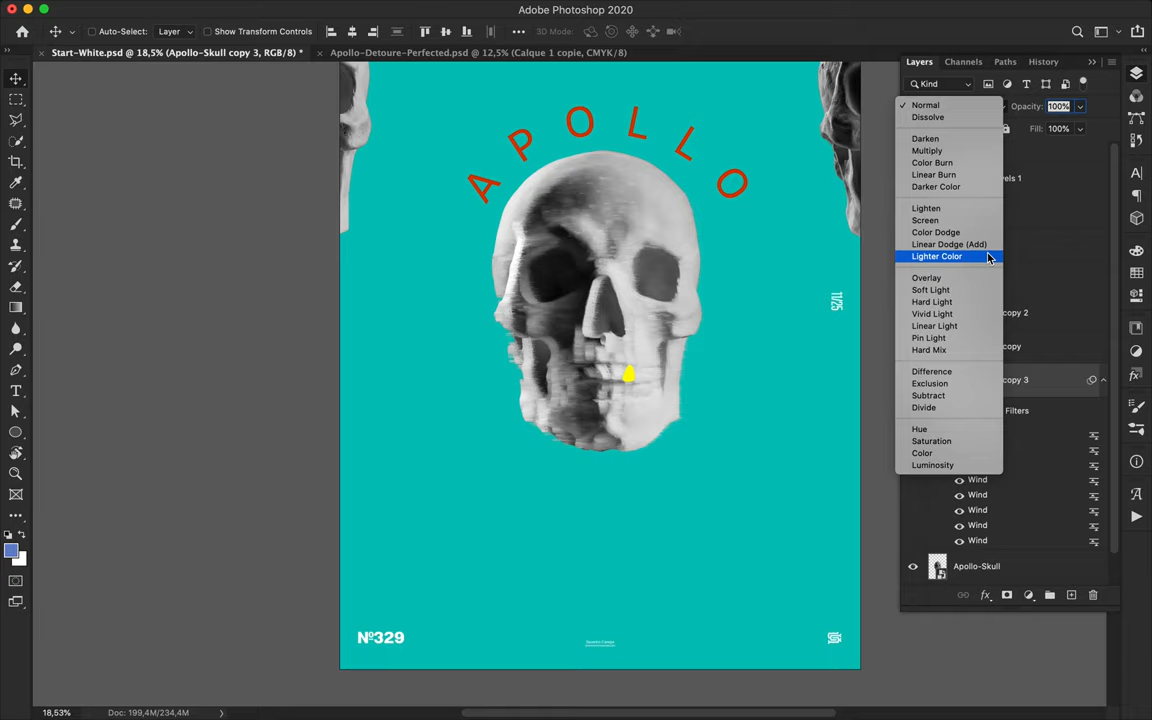 Adobe Photoshop 2020
Auto-Select:
Layer
Show Transform Controls
3D Mode:
Start-White.psd @ 18,5% (Apollo-Skull copy 3, RGB/8) *
Apollo-Detoure-Perfected.psd @ 12,5% (Calque 1 copie, CMYK/8)
Layers
Channels
Paths
History
Kind
Opacity:
100%
Fill:
100%
Normal
Dissolve
Darken
Multiply
Color Burn
Linear Burn
Darker Color
Lighten
Screen
Color Dodge
Linear Dodge (Add)
Lighter Color
Overlay
Soft Light
Hard Light
Vivid Light
Linear Light
Pin Light
Hard Mix
Difference
Exclusion
Subtract
Divide
Hue
Saturation
Color
Luminosity
evels 1
copy 2
copy
copy 3
Filters
Wind
Wind
Wind
Wind
Wind
Apollo-Skull
APOLLO
11/25
Nº329
18,53%
Doc: 199,4M/234,4M